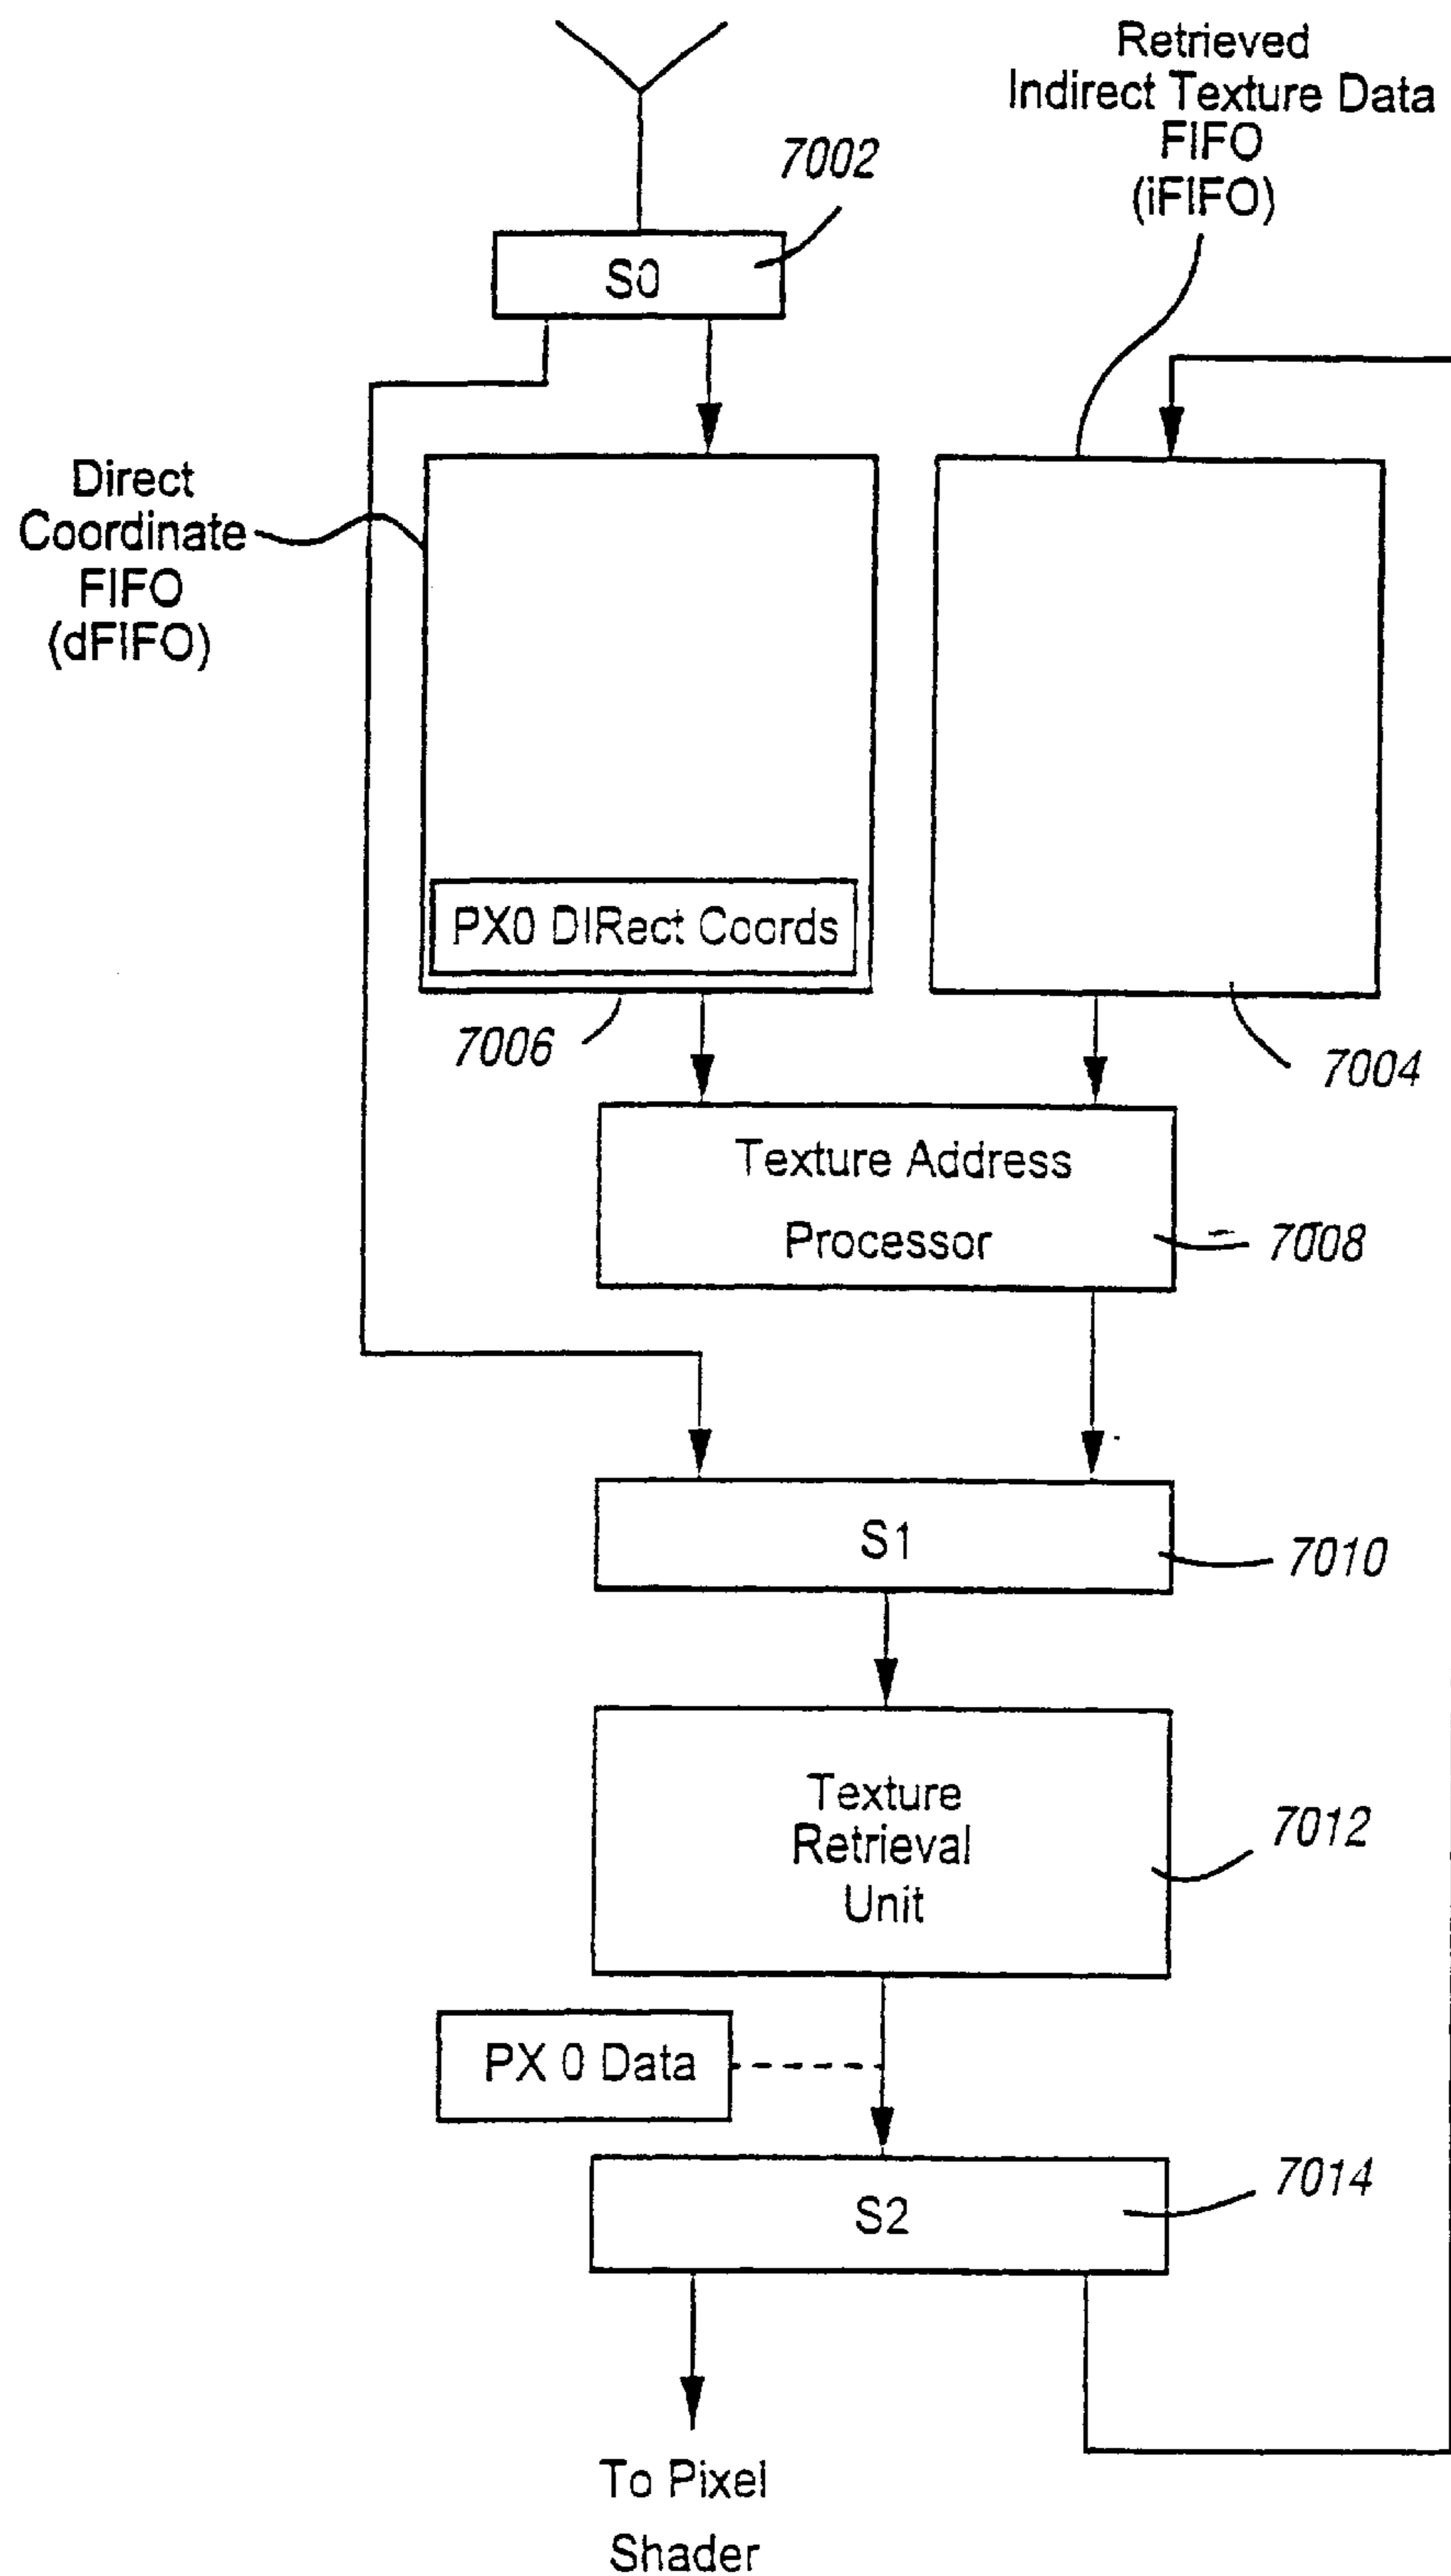 Retrieved
Indirect Texture Data
FIFO
(iFIFO)
7002
S0
Direct
Coordinate
FIFO
(dFIFO)
PX0 DIRect Coords
7006
7004
Texture Address
Processor
7008
S1
7010
Texture
Retrieval
Unit
7012
PX 0 Data
7014
S2
To Pixel
Shader